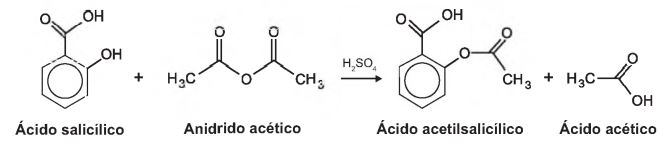 O OH
OH
+
O O
H₃C O CH₃
H₂SO₄
O OH
O O
CH₃
+
H₃C O
OH
Ácido salicílico
Anidrido acético
Ácido acetilsalicílico
Ácido acético